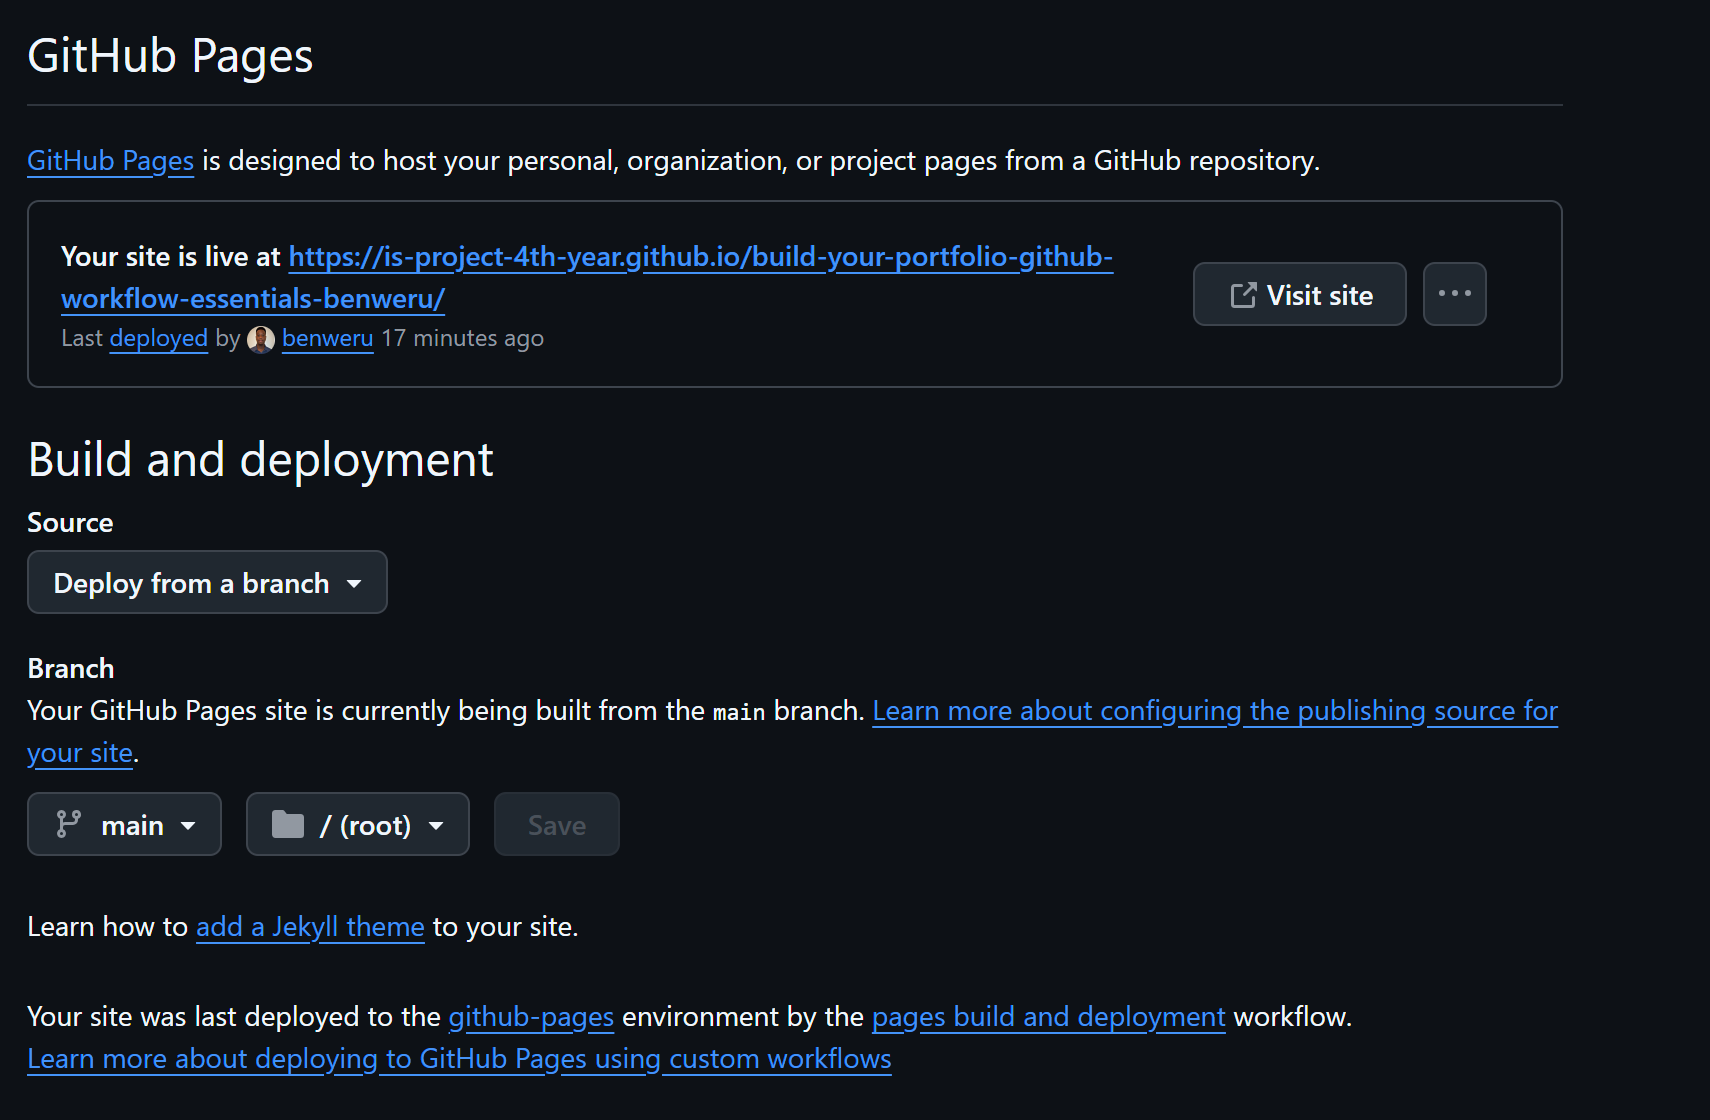 GitHub Pages
GitHub Pages is designed to host your personal, organization, or project pages from a GitHub repository.
Your site is live at https://is-project-4th-year.github.io/build-your-portfolio-github-
workflow-essentials-benweru/
Last deployed by benweru 17 minutes ago
Visit site
Build and deployment
Source
Deploy from a branch
Branch
Your GitHub Pages site is currently being built from the main branch. Learn more about configuring the publishing source for
your site.
main
/ (root)
Save
Learn how to add a Jekyll theme to your site.
Your site was last deployed to the github-pages environment by the pages build and deployment workflow.
Learn more about deploying to GitHub Pages using custom workflows